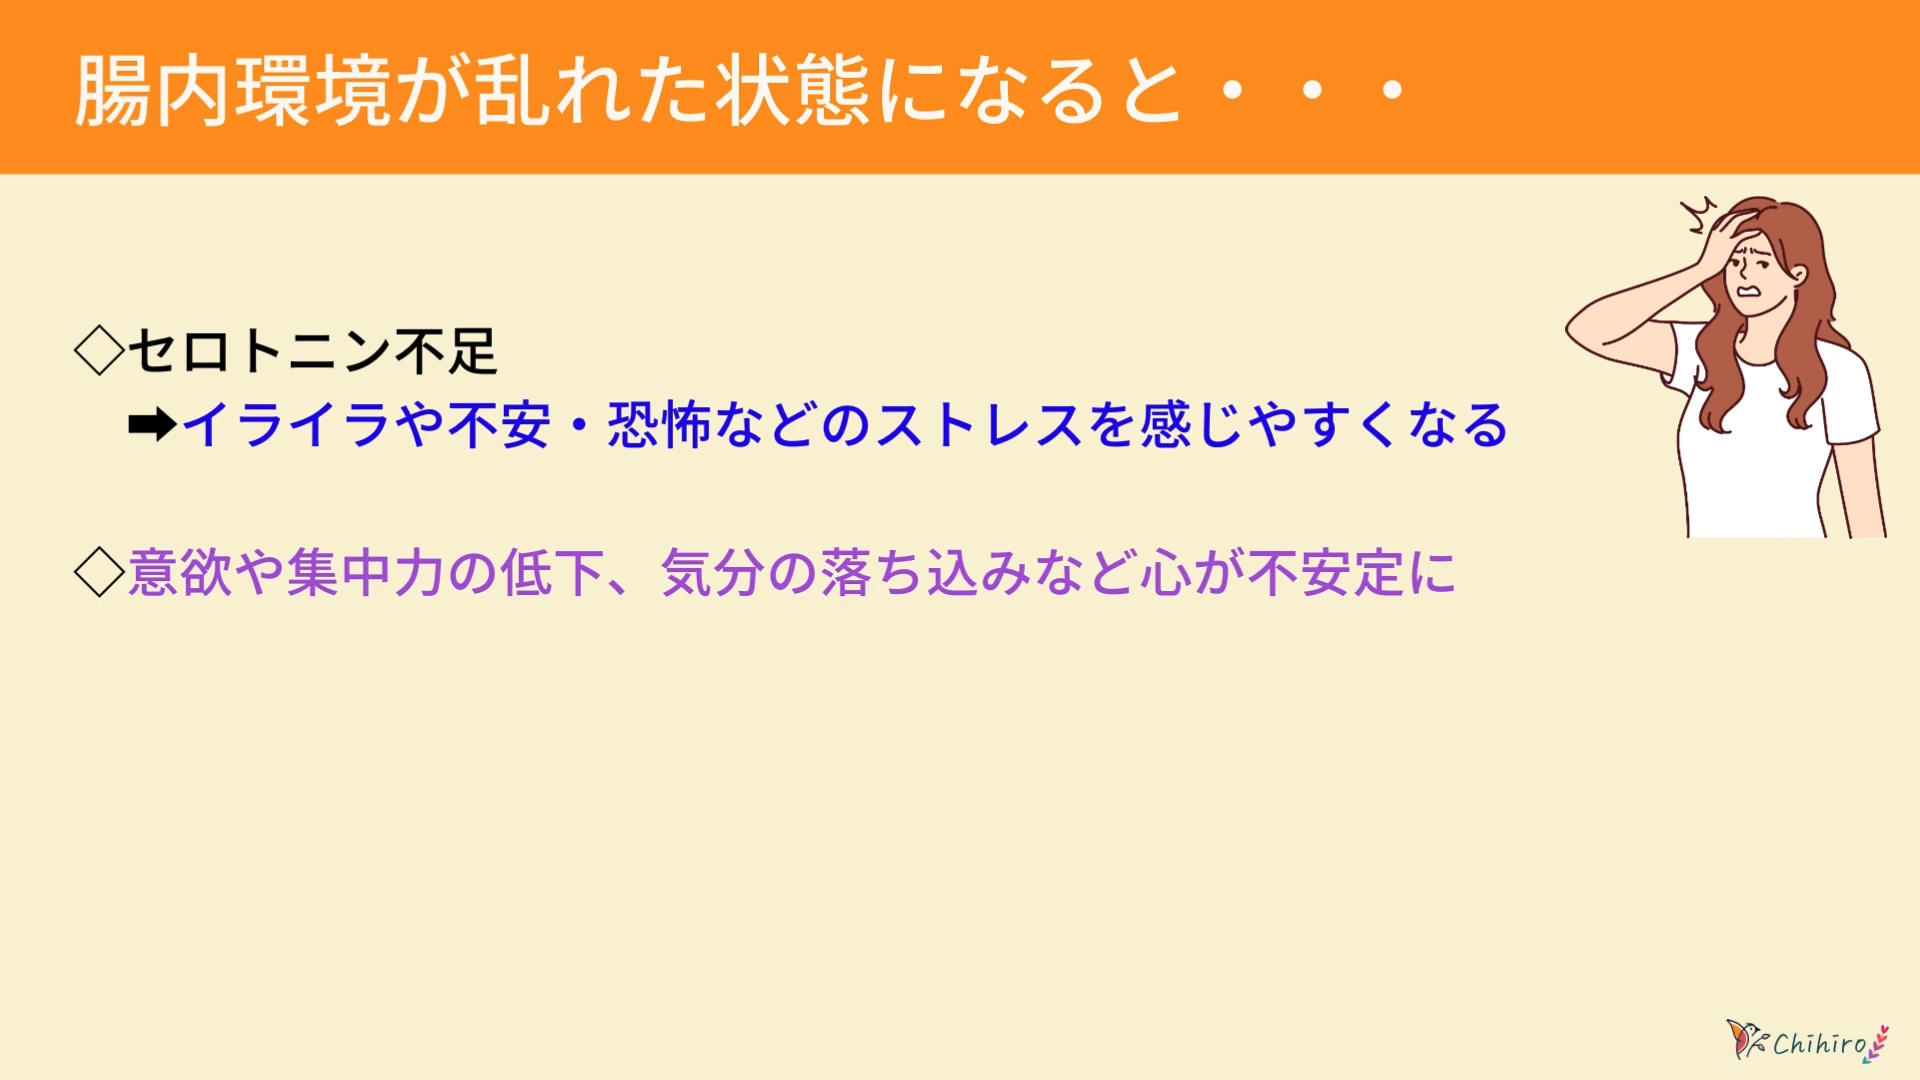 腸内環境が乱れた状態になると・・・
◇セロトニン不足
➡イライラや不安・恐怖などのストレスを感じやすくなる
◇意欲や集中力の低下、気分の落ち込みなど心が不安定に
Chihiro